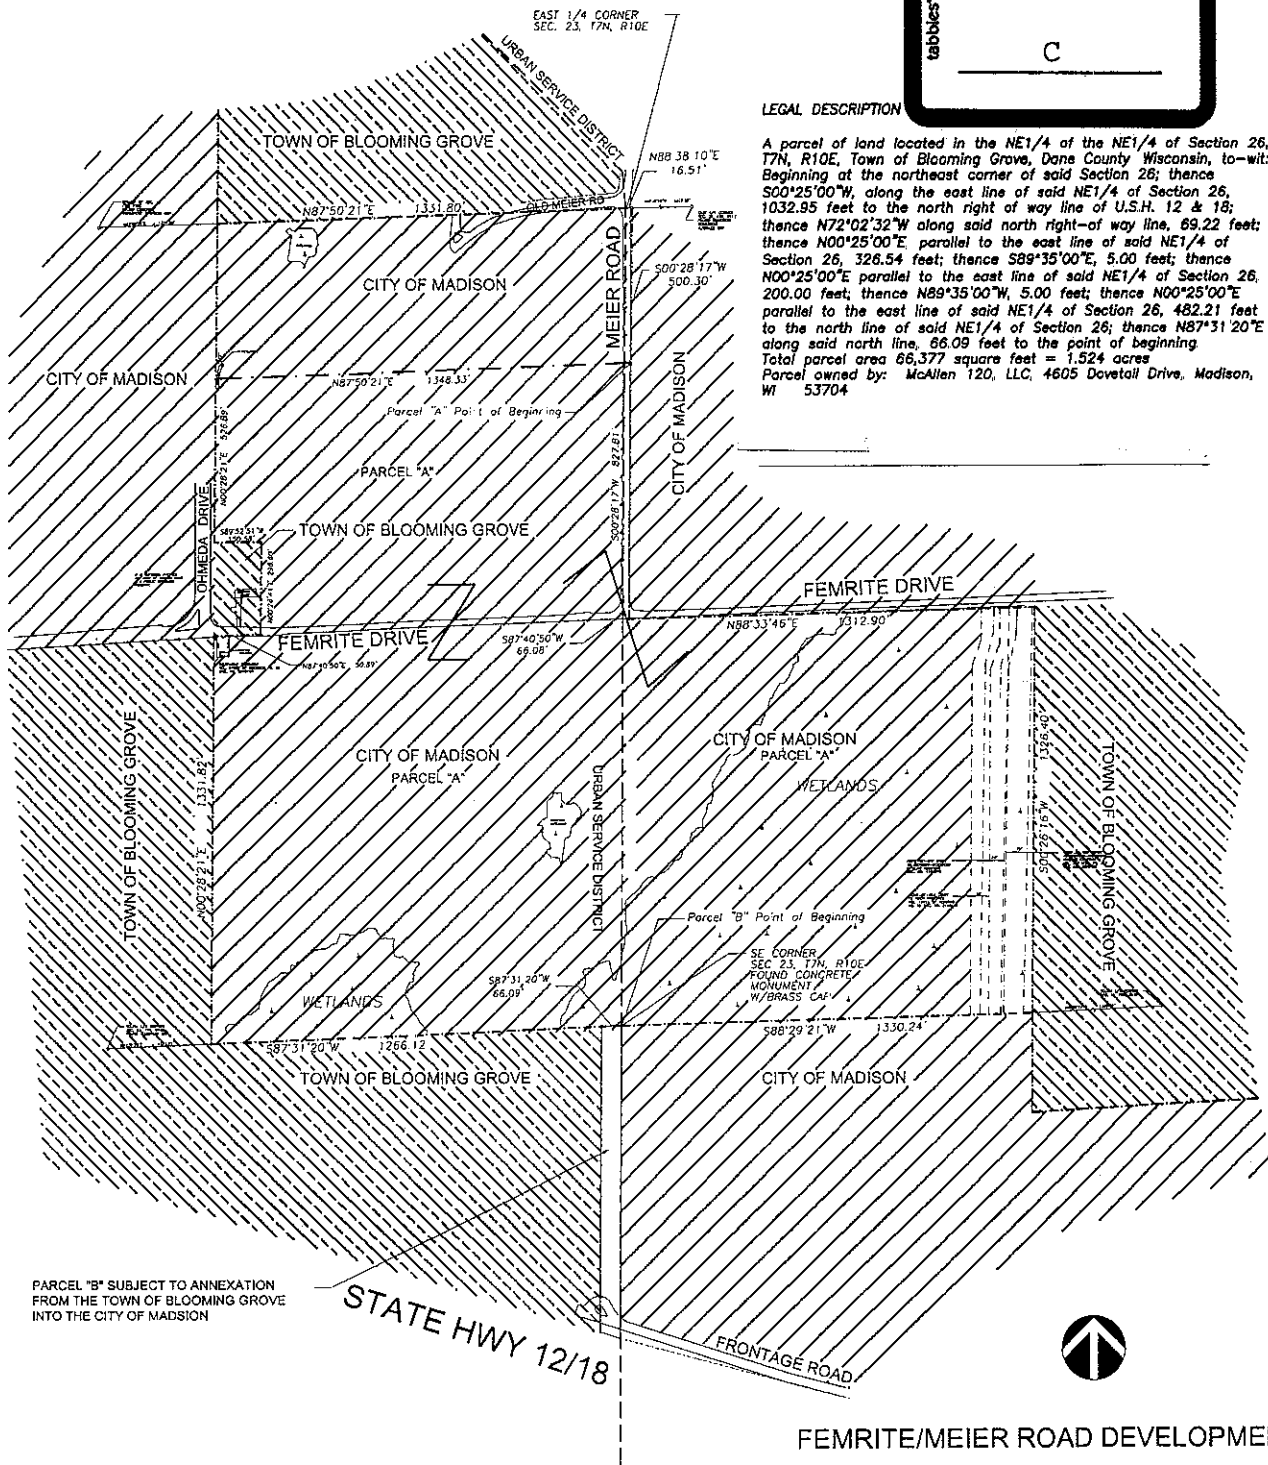 EAST 1/4 CORNER
SEC. 23, T7N, R10E
tabbies
C
URBAN SERVICE DISTRICT
TOWN OF BLOOMING GROVE
LEGAL DESCRIPTION
A parcel of land located in the NE1/4 of the NE1/4 of Section 26,
T7N, R10E, Town of Blooming Grove, Dane County Wisconsin, to-wit:
Beginning at the northeast corner of said Section 26; thence
S00°25'00"W, along the east line of said NE1/4 of Section 26,
1032.95 feet to the north right of way line of U.S.H. 12 & 18;
thence N72°02'32"W along said north right-of way line, 69.22 feet;
thence N00°25'00"E, parallel to the east line of said NE1/4 of
Section 26, 326.54 feet; thence S89°35'00"E, 5.00 feet; thence
N00°25'00"E parallel to the east line of said NE1/4 of Section 26,
200.00 feet; thence N89°35'00"W, 5.00 feet; thence N00°25'00"E
parallel to the east line of said NE1/4 of Section 26, 482.21 feet
to the north line of said NE1/4 of Section 26; thence N87°31'20"E
along said north line, 66.09 feet to the point of beginning.
Total parcel area 66,377 square feet = 1.524 acres
Parcel owned by: McAllen 120, LLC, 4605 Dovetail Drive, Madison,
WI 53704
N88°38'10"E
16.51'
N87°50'21"E 1331.80'
OLD MEIER RD
MEIER ROAD
S00°28'17"W
500.30'
CITY OF MADISON
CITY OF MADISON
CITY OF MADISON
N87°50'21"E 1348.33'
Parcel "A" Point of Beginning
N00°28'21"E 526.89'
S00°28'17"W 827.81'
PARCEL "A"
OHMEDA DRIVE
TOWN OF BLOOMING GROVE
FEMRITE DRIVE
FEMRITE DRIVE
S87°40'50"W
66.08'
N88°33'46"E 1312.90'
N87°40'50"E 50.89'
TOWN OF BLOOMING GROVE
N00°28'21"E 1331.82'
CITY OF MADISON
PARCEL "A"
URBAN SERVICE DISTRICT
CITY OF MADISON
PARCEL "A"
WETLANDS
S00°26'16"W 1326.40'
TOWN OF BLOOMING GROVE
Parcel "B" Point of Beginning
SE CORNER
SEC 23, T7N, R10E
FOUND CONCRETE
MONUMENT
W/BRASS CAP
S87°31'20"W
66.09'
WETLANDS
S87°31'20"W 1266.12
S88°29'21"W 1330.24'
TOWN OF BLOOMING GROVE
CITY OF MADISON
PARCEL "B" SUBJECT TO ANNEXATION
FROM THE TOWN OF BLOOMING GROVE
INTO THE CITY OF MADSION
STATE HWY 12/18
FRONTAGE ROAD
FEMRITE/MEIER ROAD DEVELOPME